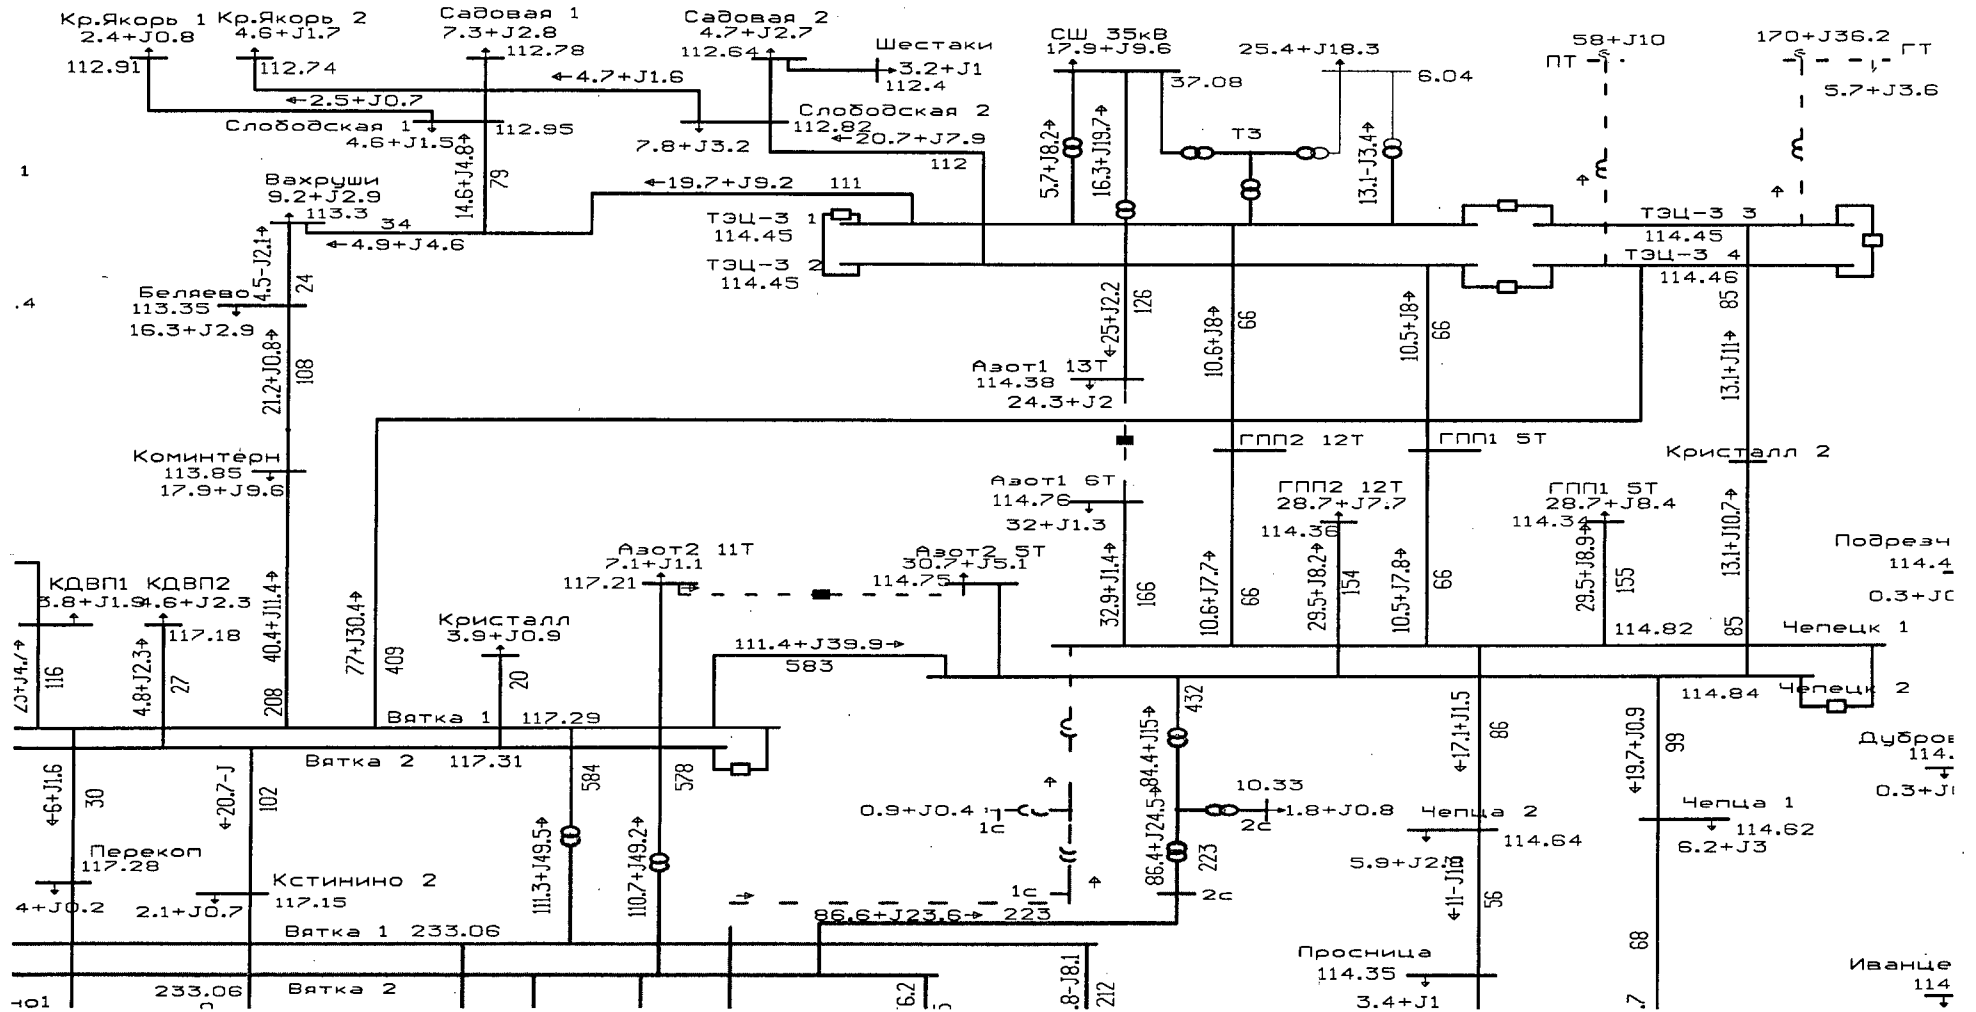 Кр.Якорь 1
2.4+J0.8
112.91
Кр.Якорь 2
4.6+J1.7
112.74
Садовая 1
7.3+J2.8
112.78
Садовая 2
4.7+J2.7
112.64
Шестаки
3.2+J1
112.4
←4.7+J1.6
←2.5+J0.7
Слободская 1
4.6+J1.5
112.95
Слободская 2
112.82
7.8+J3.2
←20.7+J7.9
112
14.6+J4.8→
79
СШ 35кВ
17.9+J9.6
37.08
25.4+J18.3
6.04
58+J10
ПТ
170+J36.2
ГТ
5.7+J3.6
5.7+J8.2→
16.3+J19.7→
Т3
13.1-J3.4→
1
Вахруши
9.2+J2.9
113.3
34
←4.9+J4.6
←19.7+J9.2
111
ТЭЦ-3 1
114.45
ТЭЦ-3 2
114.45
ТЭЦ-3 3
114.45
ТЭЦ-3 4
114.46
.4
4.5-J2.1→
24
Беляево
113.35
16.3+J2.9
21.2+J0.8→
108
←25+J2.2
126
10.6+J8→
66
10.5+J8→
66
85
13.1+J11→
Азот1 13Т
114.38
24.3+J2
Коминтерн
113.85
17.9+J9.6
ГПП2 12Т
ГПП1 5Т
Кристалл 2
Азот1 6Т
114.76
32+J1.3
ГПП2 12Т
28.7+J7.7
114.36
ГПП1 5Т
28.7+J8.4
114.34
13.1+J10.7→
Подрезч
114.4
КДВП1
3.8+J1.9
КДВП2
4.6+J2.3
117.18
Азот2 11Т
7.1+J1.1
117.21
Азот2 5Т
30.7+J5.1
114.75
Кристалл
3.9+J0.9
20
116
4.8+J2.3→
27
40.4+J11.4→
208
77+J30.4→
409
111.4+J39.9→
583
32.9+J1.4→
166
10.6+J7.7→
66
29.5+J8.2→
154
10.5+J7.8→
66
29.5+J8.9→
155
114.82
85
Чепецк 1
114.84
Чепецк 2
Вятка 1
117.29
Вятка 2
117.31
←6+J1.6
30
←20.7-J
102
584
578
111.3+J49.5→
110.7+J49.2→
432
84.4+J15→
86.4+J24.5→
223
10.33
2с
1.8+J0.8
0.9+J0.4
1с
1с
2с
←17.1+J1.5
86
←19.7+J0.9
99
Дубров
114.
Чепца 2
114.64
Чепца 1
114.62
6.2+J3
Перекоп
117.28
4+J0.2
Кстинино 2
117.15
2.1+J0.7
56
68
86.6+J23.6→
223
Вятка 1
233.06
233.06
Вятка 2
Просница
114.35
3.4+J1
Иванце
114
.8-J8.1
212